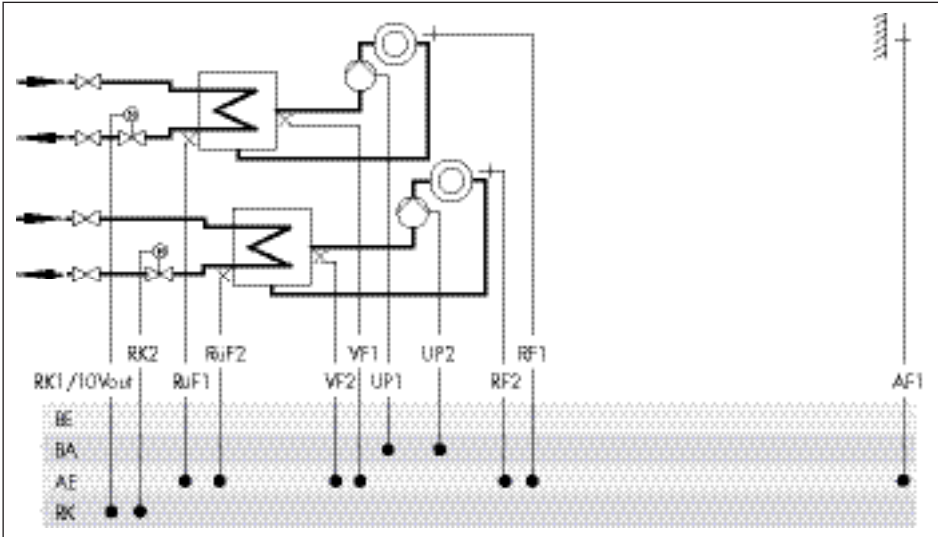 RK2 RüF2 VF1 UP2 RF1
RK1/10Vout RüF1 VF2 UP1 RF2 AF1
BE
BA
AE
RK